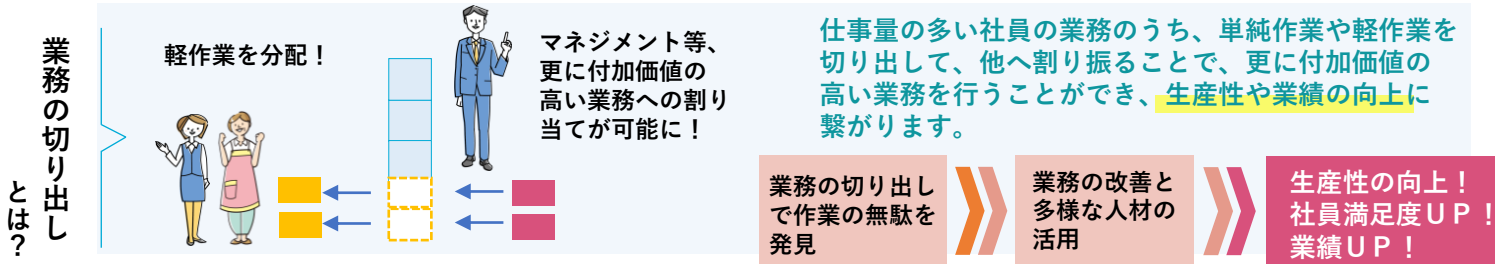 業務の切り出し
とは？
軽作業を分配！
マネジメント等、
更に付加価値の
高い業務への割り
当てが可能に！
仕事量の多い社員の業務のうち、単純作業や軽作業を
切り出して、他へ割り振ることで、更に付加価値の
高い業務を行うことができ、生産性や業績の向上に
繋がります。
業務の切り出し
で作業の無駄を
発見
業務の改善と
多様な人材の
活用
生産性の向上！
社員満足度ＵＰ！
業績ＵＰ！